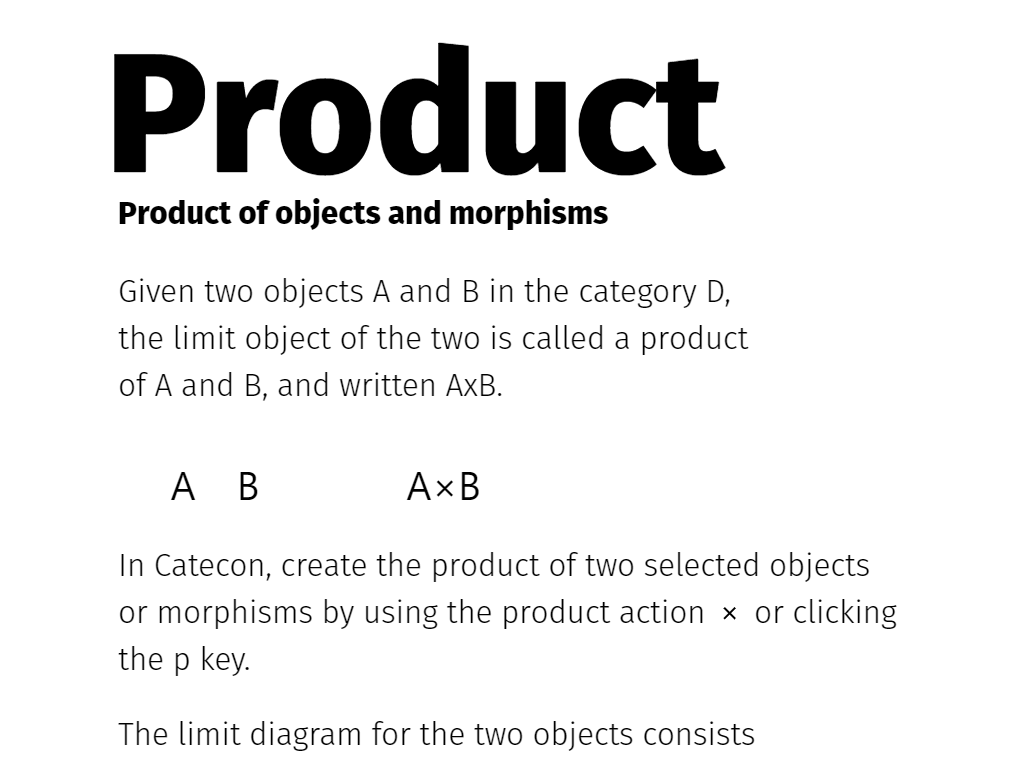 Product
Product of objects and morphisms
Given two objects A and B in the category D,
the limit object of the two is called a product
of A and B, and written AxB.
A B A×B
In Catecon, create the product of two selected objects
or morphisms by using the product action × or clicking
the p key.
The limit diagram for the two objects consists